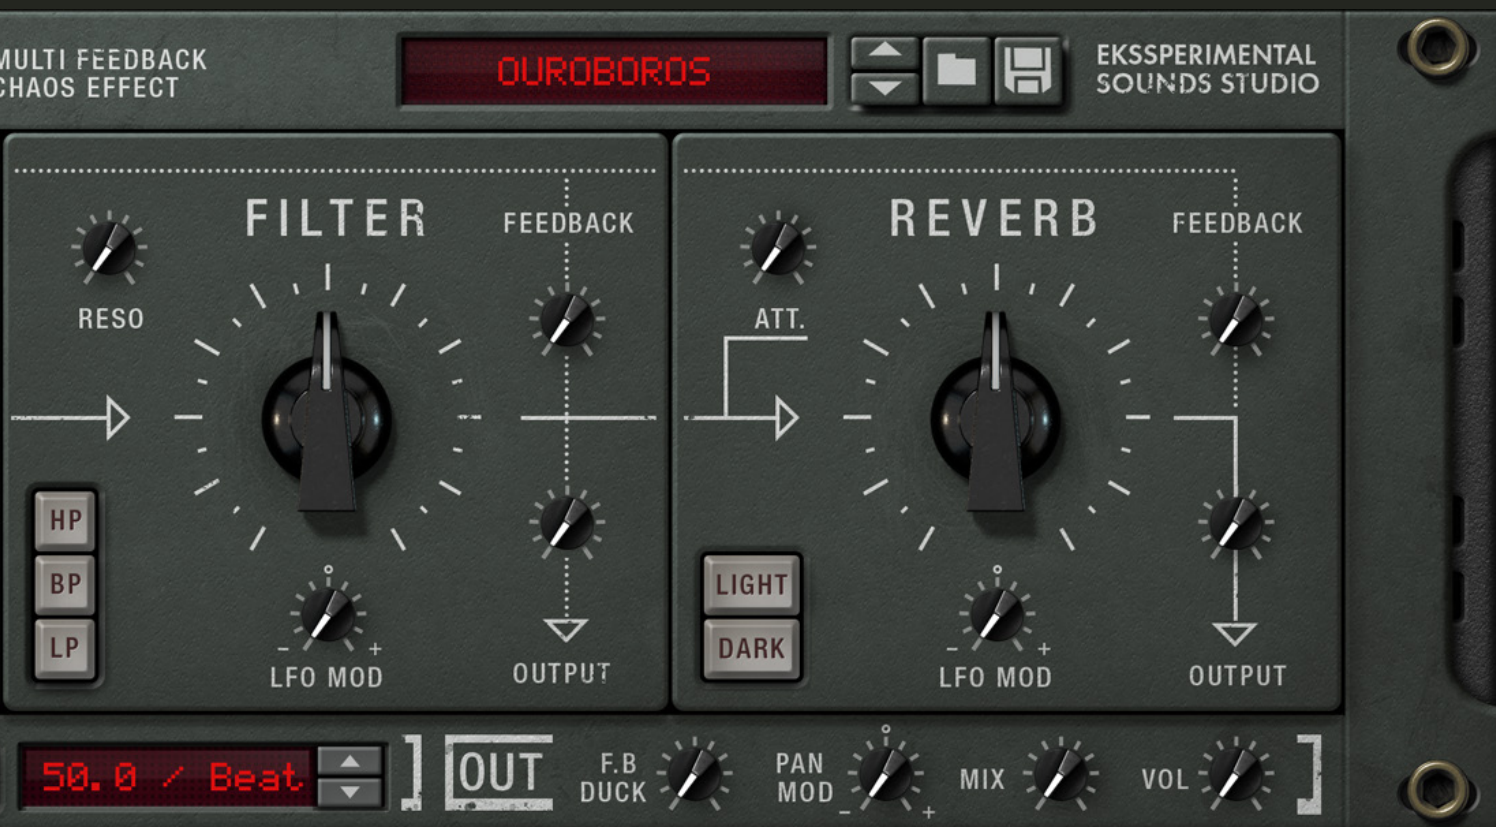 MULTI FEEDBACK
CHAOS EFFECT
OUROBOROS
EKSSPERIMENTAL
SOUNDS STUDIO
FILTER
FEEDBACK
RESO
HP
BP
LP
- +
LFO MOD
OUTPUT
REVERB
FEEDBACK
ATT.
LIGHT
DARK
- +
LFO MOD
OUTPUT
50.0 / Beat
OUT
F.B
DUCK
PAN
MOD
- +
MIX
VOL